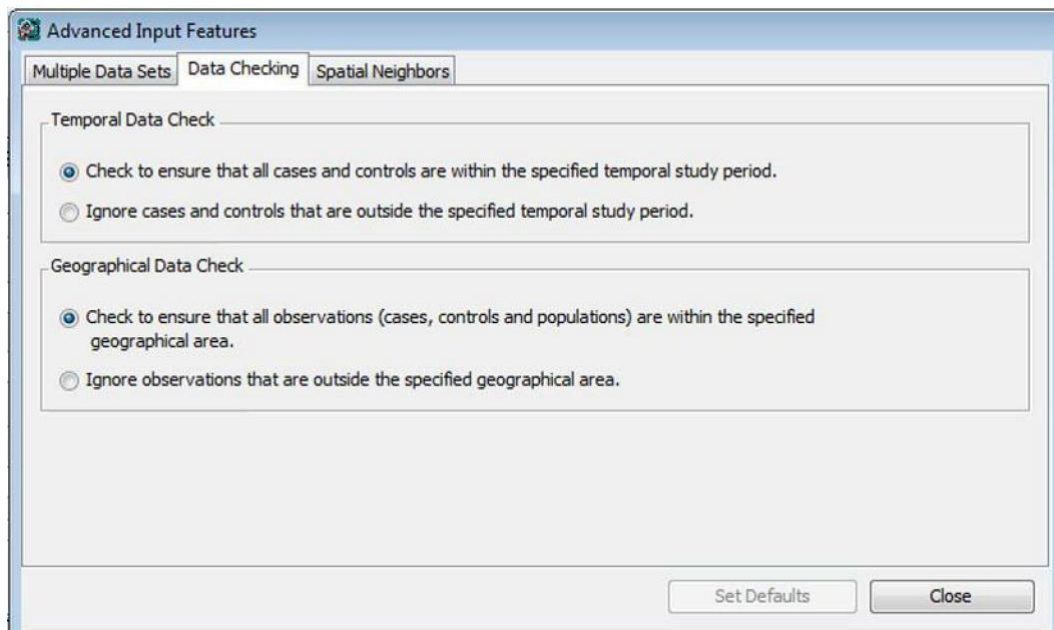 Advanced Input Features
Multiple Data Sets Data Checking Spatial Neighbors
Temporal Data Check
Check to ensure that all cases and controls are within the specified temporal study period.
Ignore cases and controls that are outside the specified temporal study period.
Geographical Data Check
Check to ensure that all observations (cases, controls and populations) are within the specified
geographical area.
Ignore observations that are outside the specified geographical area.
Set Defaults Close